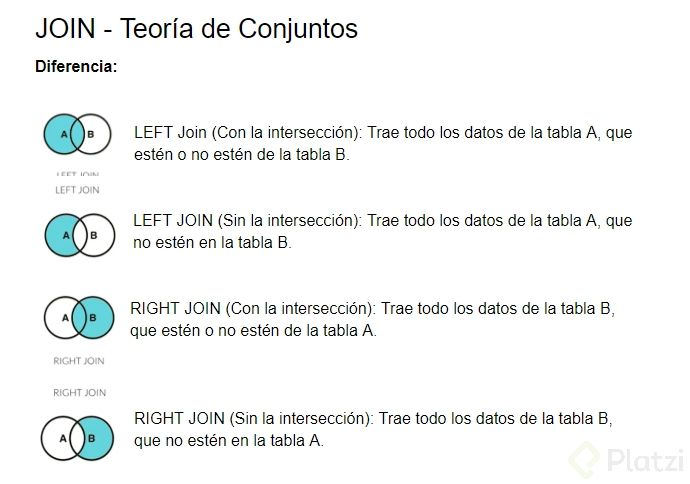 JOIN - Teoría de Conjuntos
Diferencia:
A B
LEFT Join (Con la intersección): Trae todo los datos de la tabla A, que
estén o no estén de la tabla B.
LEFT JOIN
LEFT JOIN
A B
LEFT JOIN (Sin la intersección): Trae todo los datos de la tabla A, que
no estén en la tabla B.
A B
RIGHT JOIN (Con la intersección): Trae todo los datos de la tabla B,
que estén o no estén de la tabla A.
RIGHT JOIN
RIGHT JOIN
A B
RIGHT JOIN (Sin la intersección): Trae todo los datos de la tabla B,
que no estén en la tabla A.
Platzi